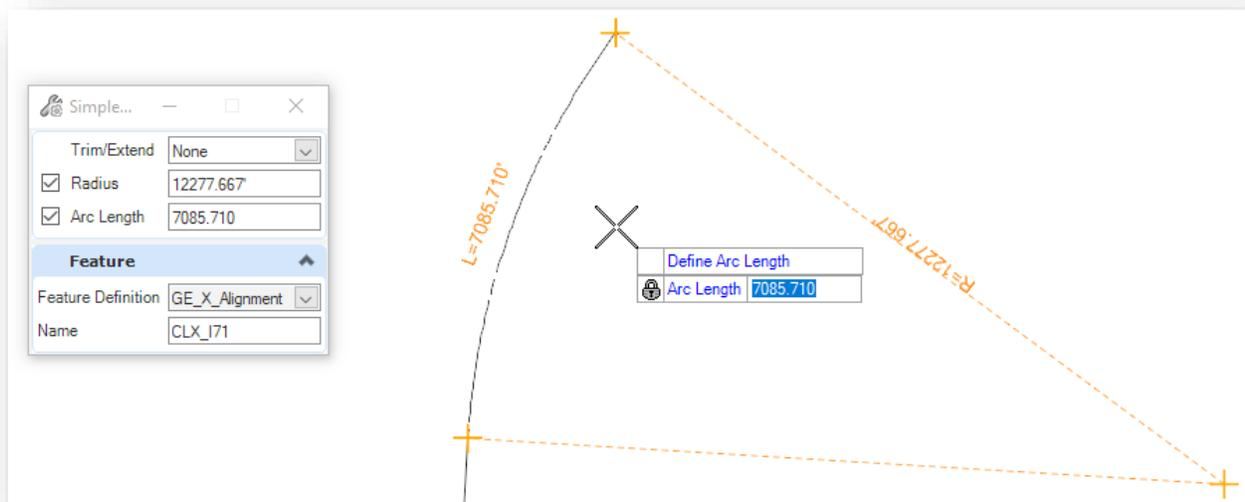 Simple...
Trim/Extend None
Radius 12277.667'
Arc Length 7085.710
Feature
Feature Definition GE_X_Alignment
Name CLX_I71
L=7085.710'
R=12277.667'
Define Arc Length
Arc Length 7085.710